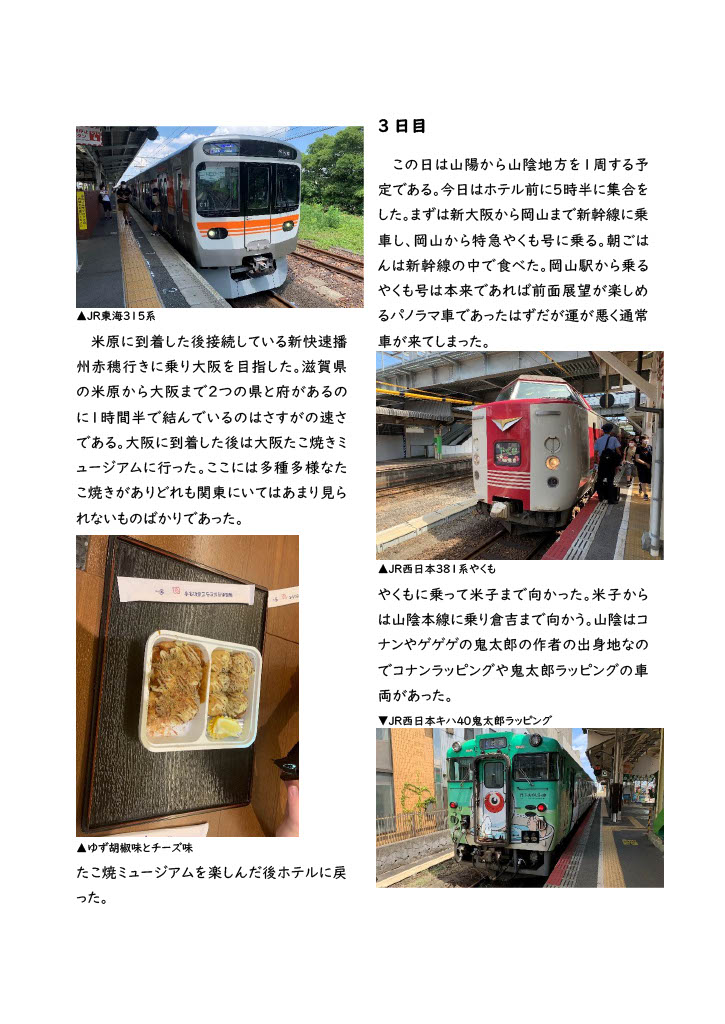 ▲JR東海315系
　米原に到着した後接続している新快速播
州赤穂行きに乗り大阪を目指した。滋賀県
の米原から大阪まで2つの県と府があるの
に1時間半で結んでいるのはさすがの速さ
である。大阪に到着した後は大阪たこ焼きミ
ュージアムに行った。ここには多種多様なた
こ焼きがありどれも関東にいてはあまり見ら
れないものばかりであった。
▲ゆず胡椒味とチーズ味
たこ焼ミュージアムを楽しんだ後ホテルに戻
った。
3日目
　この日は山陽から山陰地方を1周する予
定である。今日はホテル前に5時半に集合を
した。まずは新大阪から岡山まで新幹線に乗
車し、岡山から特急やくも号に乗る。朝ごは
んは新幹線の中で食べた。岡山駅から乗る
やくも号は本来であれば前面展望が楽しめ
るパノラマ車であったはずだが運が悪く通常
車が来てしまった。
▲JR西日本381系やくも
やくもに乗って米子まで向かった。米子から
は山陰本線に乗り倉吉まで向かう。山陰はコ
ナンやゲゲゲの鬼太郎の作者の出身地なの
でコナンラッピングや鬼太郎ラッピングの車
両があった。
▼JR西日本キハ40鬼太郎ラッピング